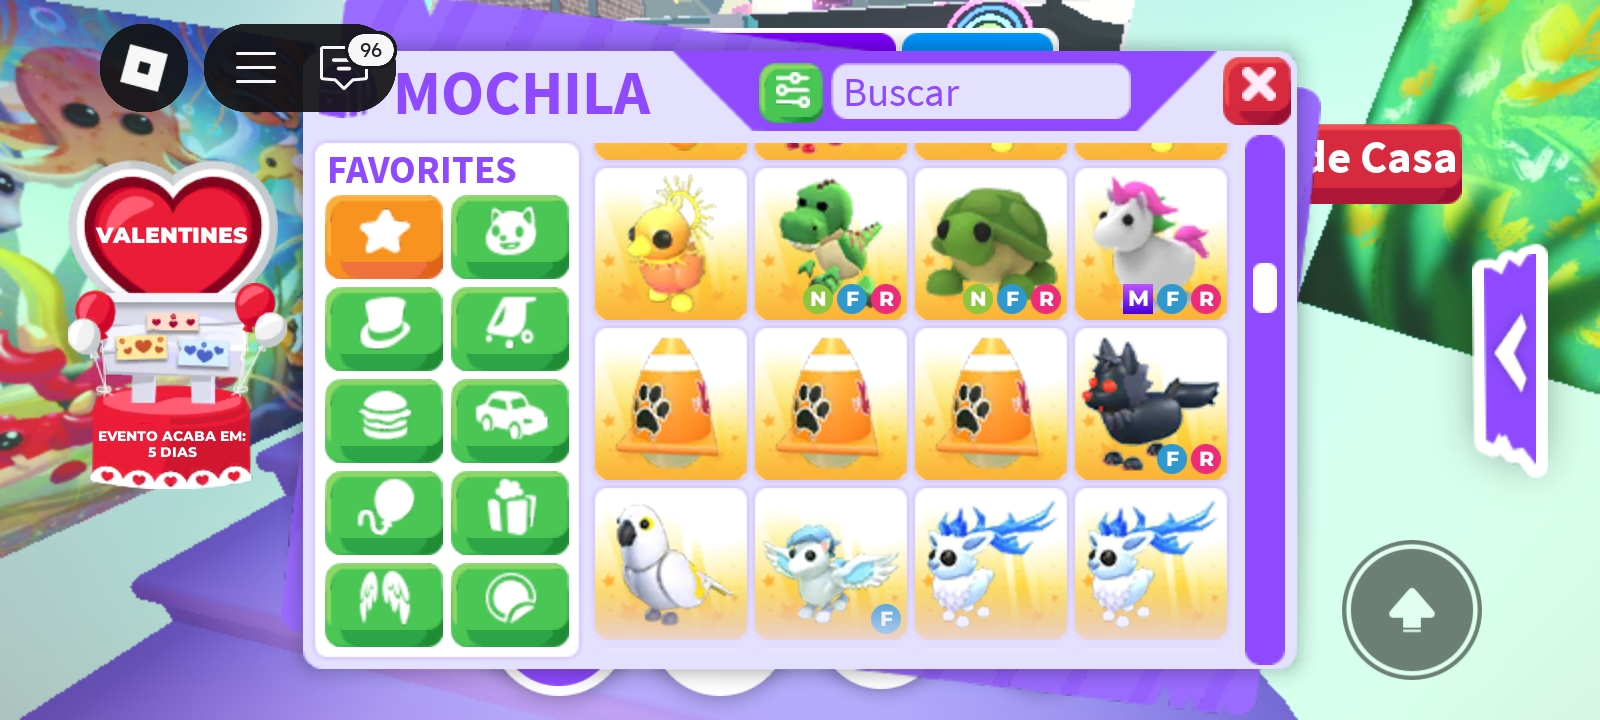 96
MOCHILA
Buscar
FAVORITES
de Casa
VALENTINES
EVENTO ACABA EM:
5 DIAS
N F R
N F R
M F R
F R
F